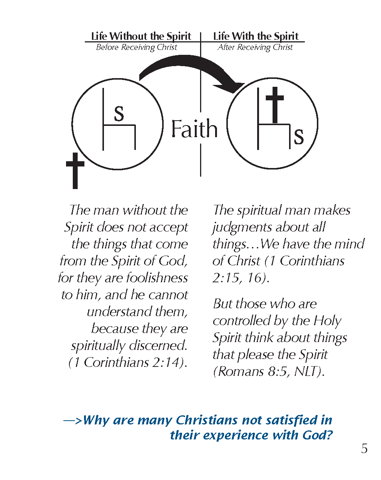 Life Without the Spirit
Before Receiving Christ
Life With the Spirit
After Receiving Christ
s
Faith
s
The man without the
Spirit does not accept
the things that come
from the Spirit of God,
for they are foolishness
to him, and he cannot
understand them,
because they are
spiritually discerned.
(1 Corinthians 2:14).
The spiritual man makes
judgments about all
things…We have the mind
of Christ (1 Corinthians
2:15, 16).
But those who are
controlled by the Holy
Spirit think about things
that please the Spirit
(Romans 8:5, NLT).
—>Why are many Christians not satisfied in
their experience with God?
5